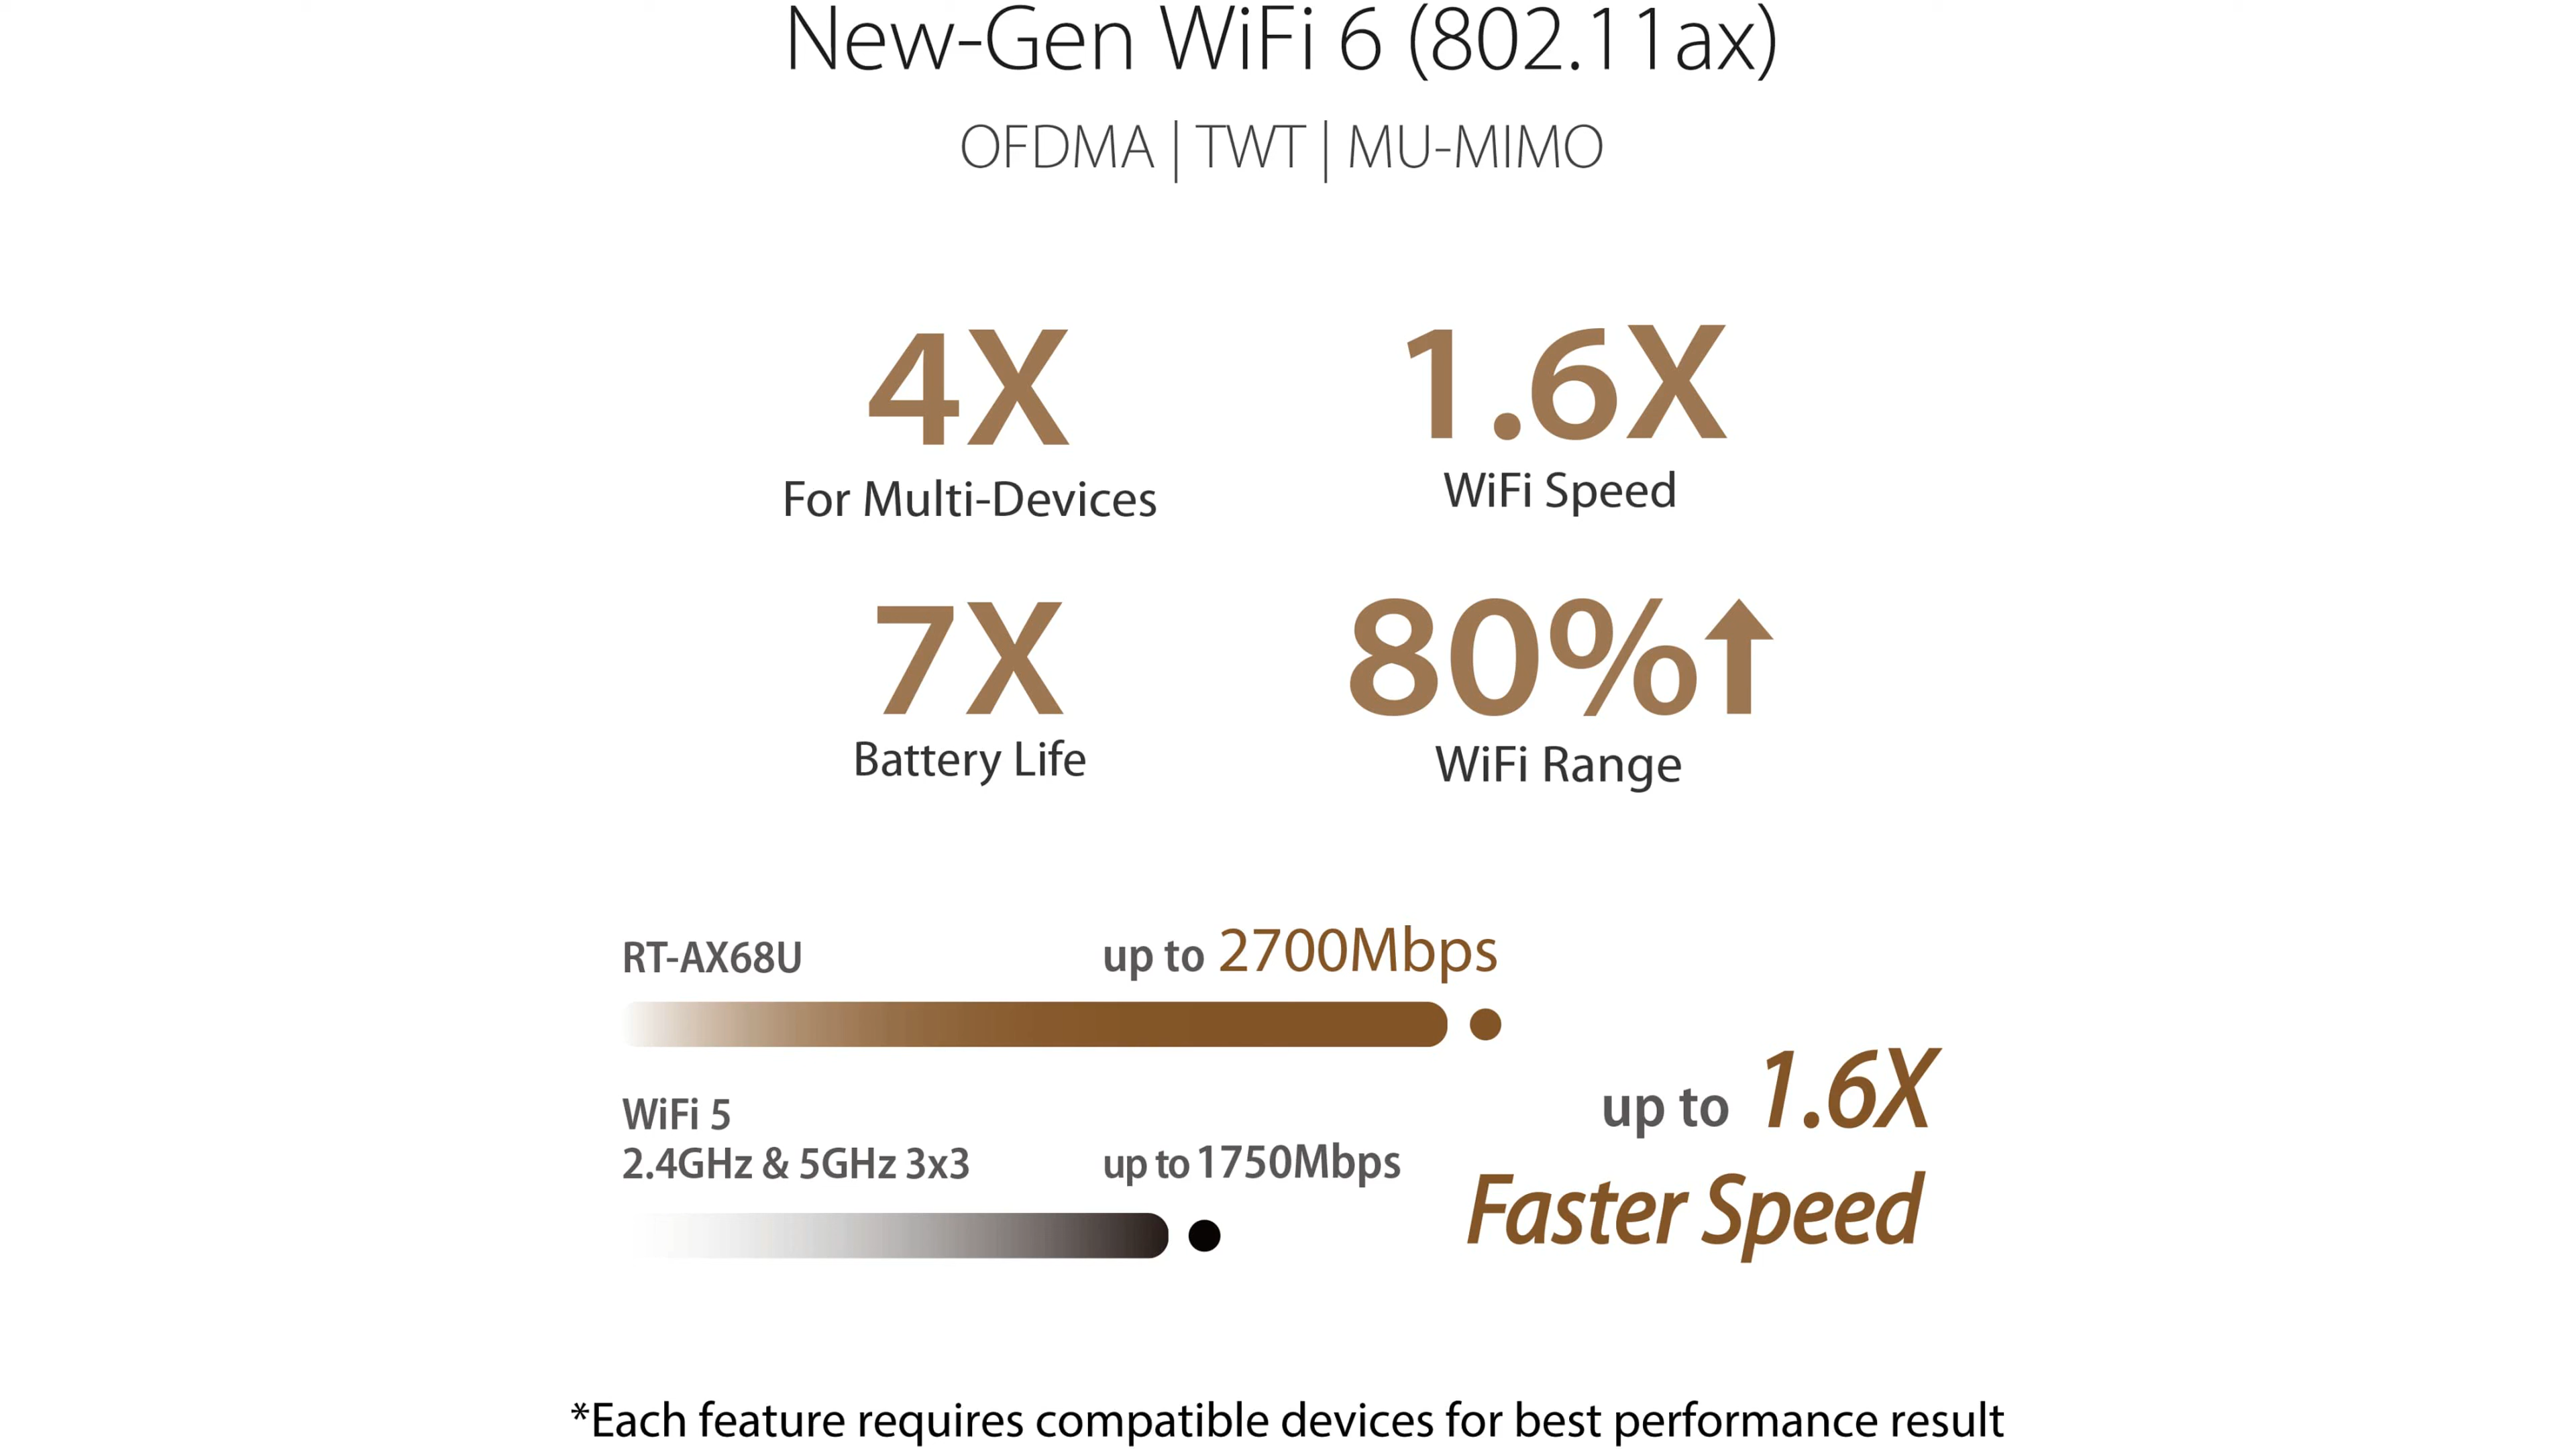 New-Gen WiFi 6 (802.11ax)
OFDMA | TWT | MU-MIMO
4X
For Multi-Devices
1.6X
WiFi Speed
7X
Battery Life
80%↑
WiFi Range
RT-AX68U
up to 2700Mbps
WiFi 5
2.4GHz & 5GHz 3x3
up to 1750Mbps
up to 1.6X
Faster Speed
*Each feature requires compatible devices for best performance result